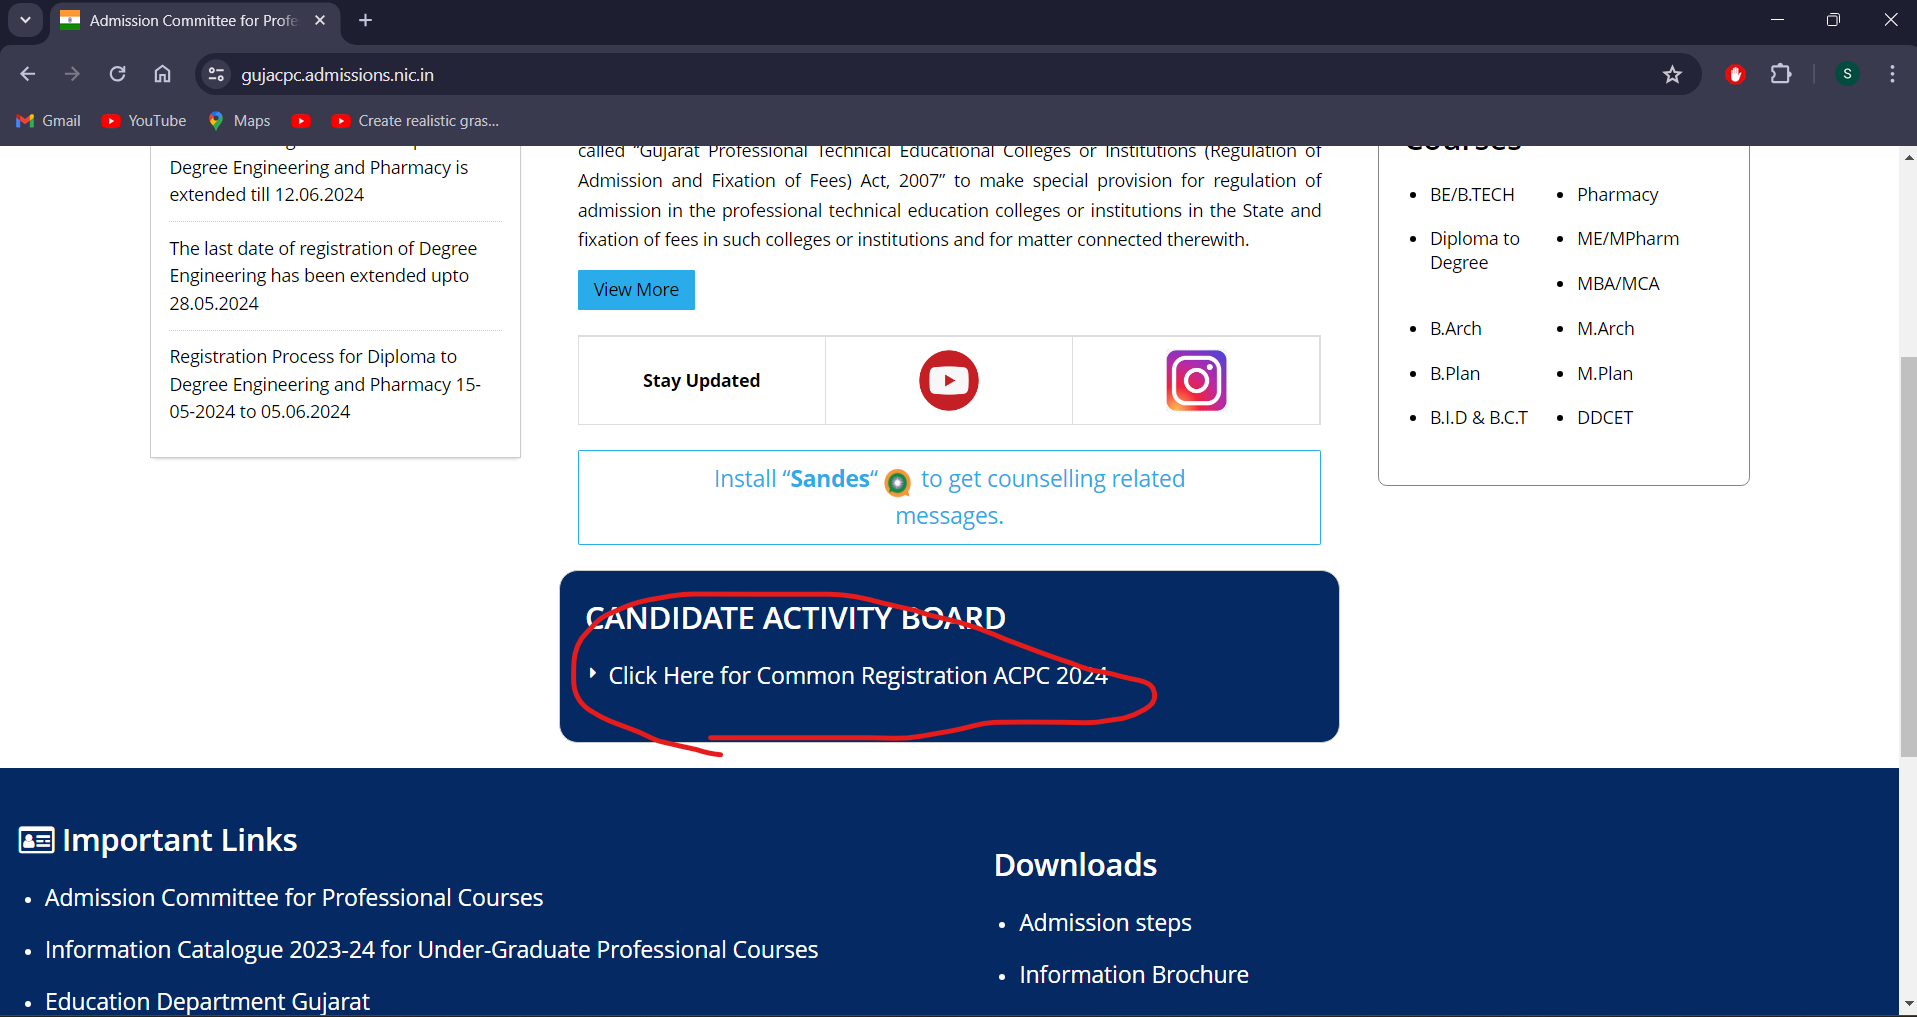 Admission Committee for Profe
gujacpc.admissions.nic.in
S
Gmail
YouTube
Maps
Create realistic gras...
Degree Engineering and Pharmacy is
extended till 12.06.2024
The last date of registration of Degree
Engineering has been extended upto
28.05.2024
Registration Process for Diploma to
Degree Engineering and Pharmacy 15-
05-2024 to 05.06.2024
called “Gujarat Professional Technical Educational Colleges or Institutions (Regulation of
Admission and Fixation of Fees) Act, 2007” to make special provision for regulation of
admission in the professional technical education colleges or institutions in the State and
fixation of fees in such colleges or institutions and for matter connected therewith.
View More
Stay Updated
Install “Sandes“ to get counselling related
messages.
CANDIDATE ACTIVITY BOARD
Click Here for Common Registration ACPC 2024
Courses
BE/B.TECH
Pharmacy
Diploma to
Degree
ME/MPharm
MBA/MCA
B.Arch
M.Arch
B.Plan
M.Plan
B.I.D & B.C.T
DDCET
Important Links
Admission Committee for Professional Courses
Information Catalogue 2023-24 for Under-Graduate Professional Courses
Education Department Gujarat
Downloads
Admission steps
Information Brochure